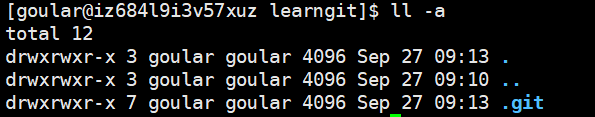 [goular@iz684l9i3v57xuz learngit]$ ll -a
total 12
drwxrwxr-x 3 goular goular 4096 Sep 27 09:13 .
drwxrwxr-x 3 goular goular 4096 Sep 27 09:10 ..
drwxrwxr-x 7 goular goular 4096 Sep 27 09:13 .git